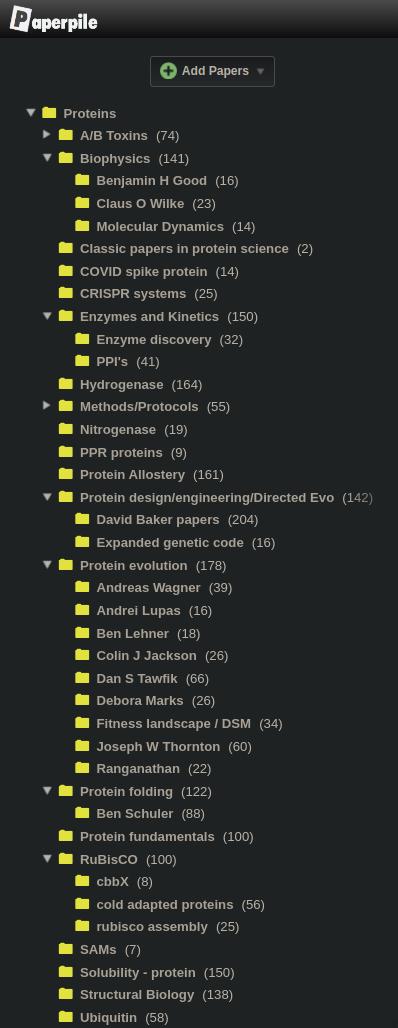 Paperpile
Add Papers
Proteins
A/B Toxins (74)
Biophysics (141)
Benjamin H Good (16)
Claus O Wilke (23)
Molecular Dynamics (14)
Classic papers in protein science (2)
COVID spike protein (14)
CRISPR systems (25)
Enzymes and Kinetics (150)
Enzyme discovery (32)
PPI's (41)
Hydrogenase (164)
Methods/Protocols (55)
Nitrogenase (19)
PPR proteins (9)
Protein Allostery (161)
Protein design/engineering/Directed Evo (142)
David Baker papers (204)
Expanded genetic code (16)
Protein evolution (178)
Andreas Wagner (39)
Andrei Lupas (16)
Ben Lehner (18)
Colin J Jackson (26)
Dan S Tawfik (66)
Debora Marks (26)
Fitness landscape / DSM (34)
Joseph W Thornton (60)
Ranganathan (22)
Protein folding (122)
Ben Schuler (88)
Protein fundamentals (100)
RuBisCO (100)
cbbX (8)
cold adapted proteins (56)
rubisco assembly (25)
SAMs (7)
Solubility - protein (150)
Structural Biology (138)
Ubiquitin (58)